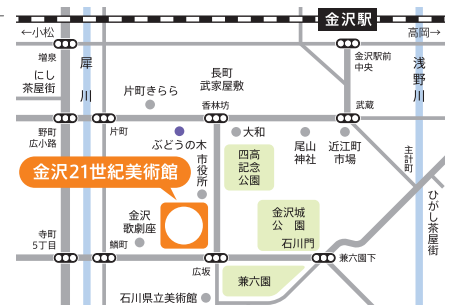 金沢駅
←小松
高岡→
増泉
犀川
金沢駅前
中央
浅野川
にし
茶屋街
片町きらら
長町
武家屋敷
香林坊
武蔵
野町
広小路
片町
ぶどうの木
大和
尾山
神社
近江町
市場
主計町
市役所
四高
記念
公園
金沢21世紀美術館
ひがし茶屋街
金沢
歌劇座
金沢城
公園
石川門
寺町
5丁目
鱗町
広坂
兼六園
兼六園下
石川県立美術館